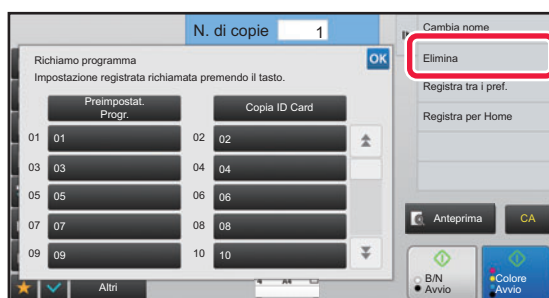 N. di copie 1
Cambia nome
Elimina
Registra tra i pref.
Registra per Home
Richiamo programma
OK
Impostazione registrata richiamata premendo il tasto.
Preimpostat.
Progr.
Copia ID Card
01 01
02 02
03 03
04 04
05 05
06 06
07 07
08 08
09 09
10 10
Anteprima
CA
B/N
Avvio
Colore
Avvio
Altri
A4